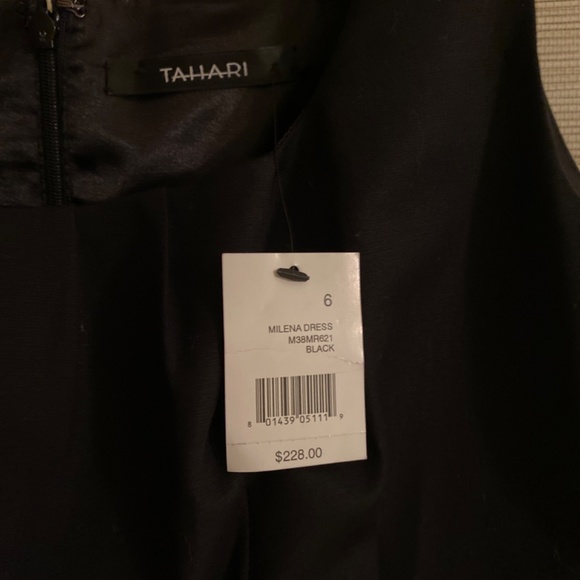 TAHARI
6
MILENA DRESS
M38MR621
BLACK
8 01439 05111 9
$228.00